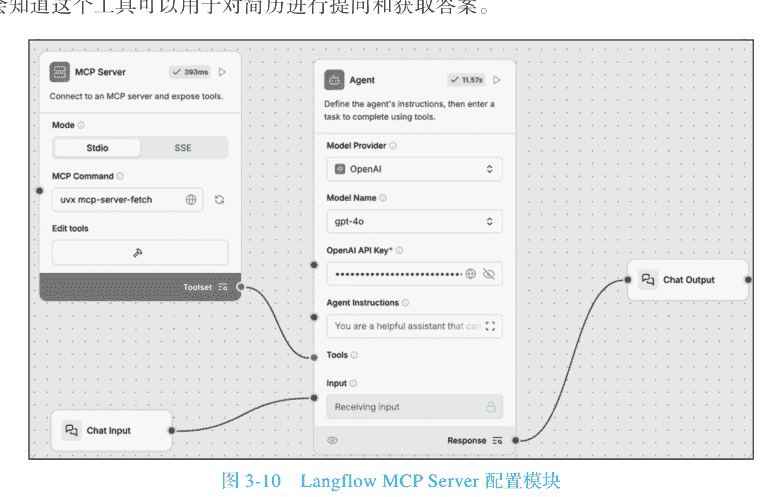 会知道这个工具可以用于对简历进行提问和获取答案。
MCP Server
393ms
Connect to an MCP server and expose tools.
Mode
Stdio
SSE
MCP Command
uvx mcp-server-fetch
Edit tools
Toolset
Chat Input
Agent
11.57s
Define the agent's instructions, then enter a
task to complete using tools.
Model Provider
OpenAI
Model Name
gpt-4o
OpenAI API Key*
••••••••••••••••••••••••••••
Agent Instructions
You are a helpful assistant that can
Tools
Input
Receiving input
Response
Chat Output
图 3-10 Langflow MCP Server 配置模块